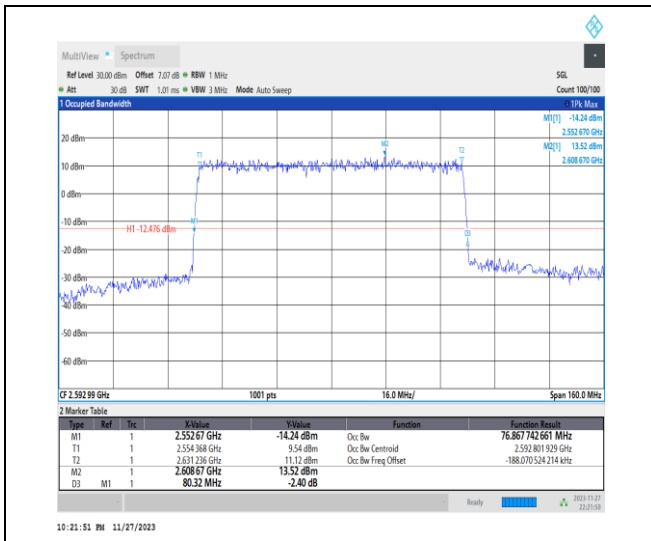 MultiView Spectrum
Ref Level 30.00 dBm Offset 7.07 dB RBW 1 MHz SGL
Att 30 dB SWT 1.01 ms VBW 3 MHz Mode Auto Sweep Count 100/100
1 Occupied Bandwidth 1Pk Max
M1[1] -14.24 dBm
2.552 670 GHz
M2[1] 13.52 dBm
2.608 670 GHz
20 dBm
M2
T1
T2
10 dBm
0 dBm
-10 dBm
M1
H1 -12.476 dBm
D3
-20 dBm
-30 dBm
-40 dBm
-50 dBm
-60 dBm
CF 2.592 99 GHz 1001 pts 16.0 MHz/ Span 160.0 MHz
2 Marker Table
Type Ref Trc X-Value Y-Value Function Function Result
M1 1 2.552 67 GHz -14.24 dBm Occ Bw 76.867 742 661 MHz
T1 1 2.554 368 GHz 9.54 dBm Occ Bw Centroid 2.592 801 929 GHz
T2 1 2.631 236 GHz 11.12 dBm Occ Bw Freq Offset -188.070 524 214 kHz
M2 1 2.608 67 GHz 13.52 dBm
D3 M1 1 80.32 MHz -2.40 dB
Ready 2023-11-27
22:21:50
10:21:51 PM 11/27/2023